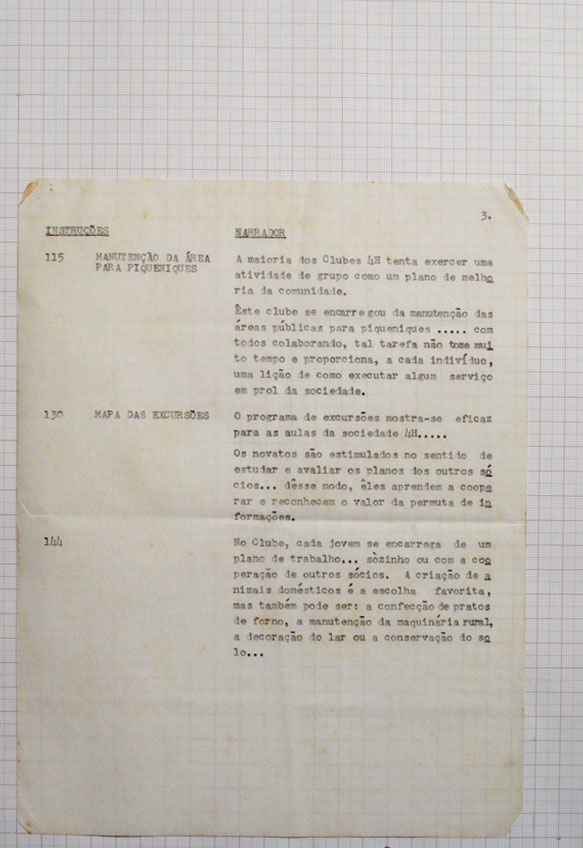 3.
INSTRUÇÕES NARRADOR
115 MANUTENÇÃO DA ÁREA A maioria dos Clubes 4H tenta exercer uma
PARA PIQUENIQUES atividade de grupo como um plano de melho
ria da comunidade.
Êste clube se encarregou da manutenção das
áreas públicas para piqueniques ..... com
todos colaborando, tal tarefa não toma mui
to tempo e proporciona, a cada indivíduo,
uma lição de como executar algum serviço
em prol da sociedade.
130 MAPA DAS EXCURSÕES O programa de excursões mostra-se eficaz
para as aulas da sociedade 4H.....
Os novatos são estimulados no sentido de
estudar e avaliar os planos dos outros só
cios... dêsse modo, êles aprendem a coope
rar e reconhecem o valor da permuta de in
formações.
144 No Clube, cada jovem se encarrega de um
plano de trabalho... sòzinho ou com a coo
peração de outros sócios. A criação de a
nimais domésticos é a escolha favorita,
mas também pode ser: a confecção de pratos
de forno, a manutenção da maquinária rural,
a decoração do lar ou a conservação do so
lo...